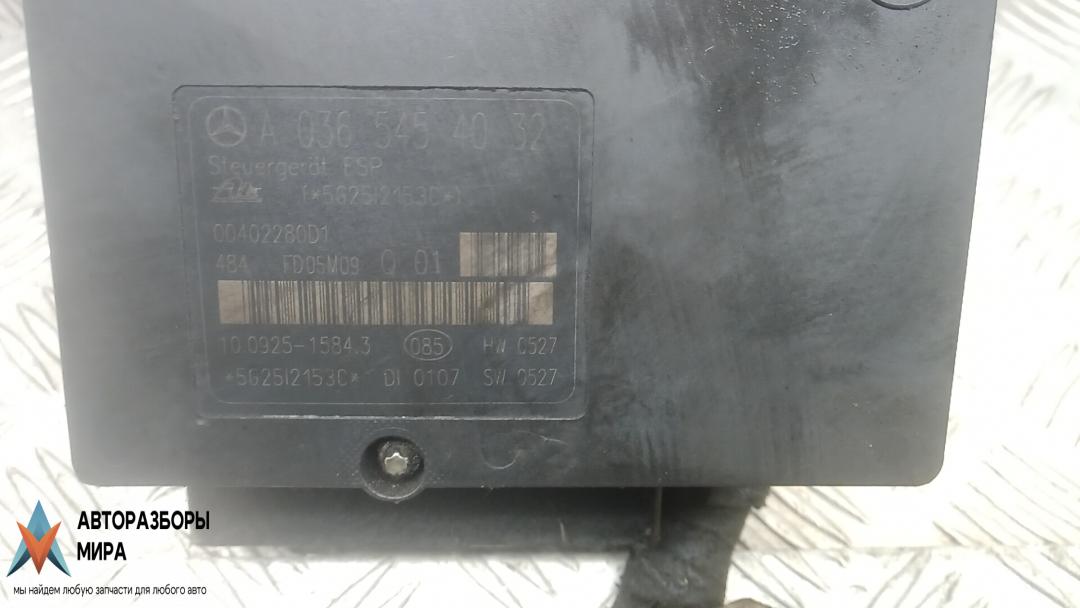 A 036 545 40 32
Steuergerät ESP
(*5G25I2153C*)
00402280D1
484 FD05M09 Q 01
10.0925-1584.3 085 HW 0527
*5G25I2153C* DI 0107 SW 0527
АВТОРАЗБОРЫ
МИРА
мы найдем любую запчасти для любого авто